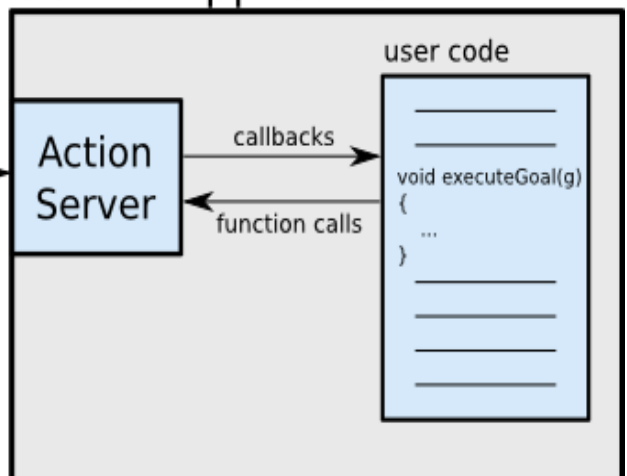 user code
Action
Server
callbacks
function calls
void executeGoal(g)
{
...
}